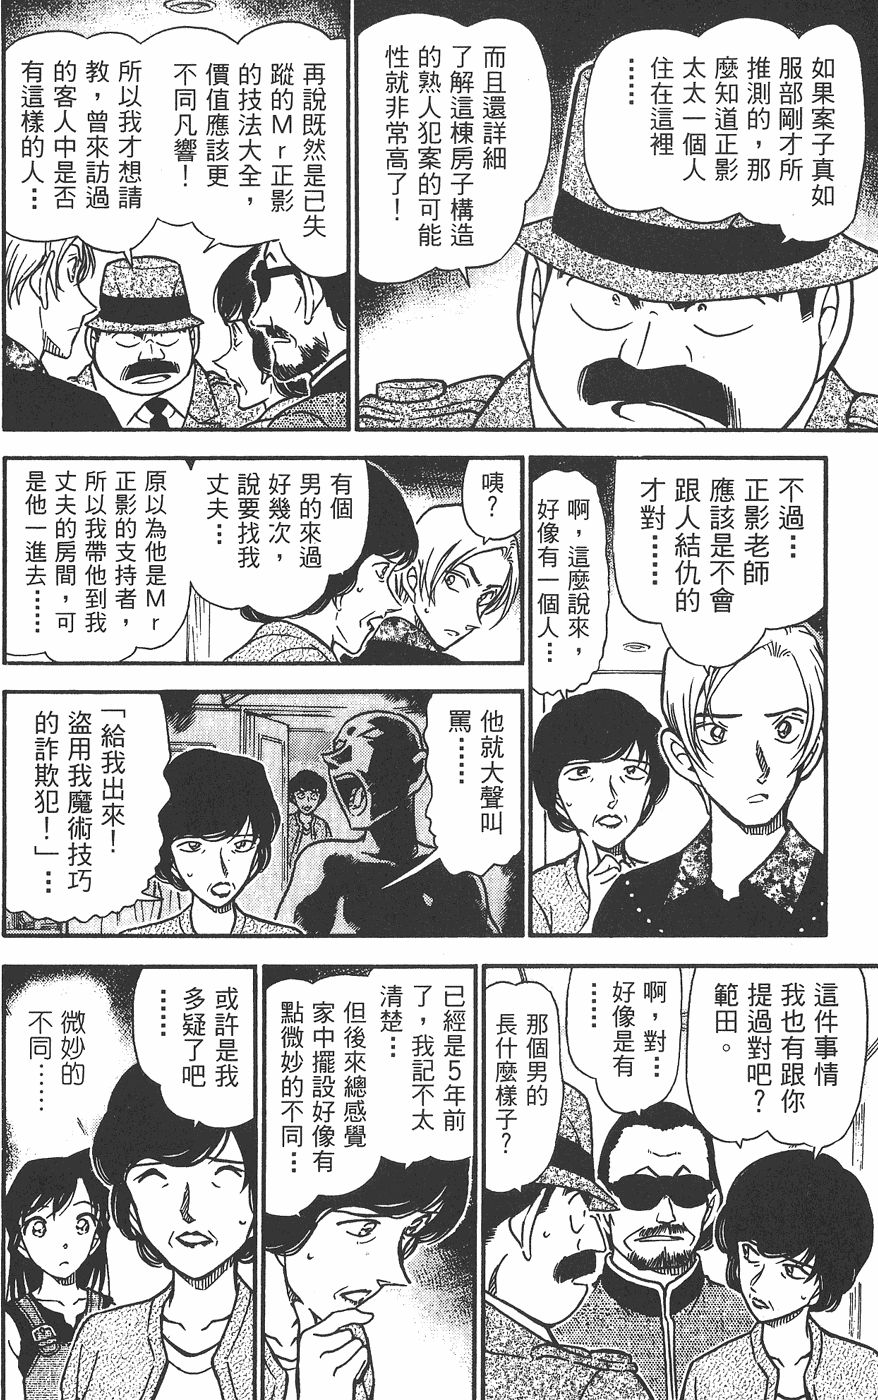 如果案子真如
服部剛才所
推測的，那
麼知道正影
太太一個人
住在這裡
……
而且還詳細
了解這棟房子構造
的熟人犯案的可能
性就非常高了！
再說既然是已失
蹤的Mr正影
的技法大全，
價值應該更
不同凡響！
所以我才想請
教，曾來訪過
的客人中是否
有這樣的人…
不過…
正影老師
應該是不會
跟人結仇的
才對……
啊，這麼說來，
好像有一個人…
咦？
有個
男的來過
好幾次，
說要找我
丈夫…
原以為他是Mr
正影的支持者，
所以我帶他到我
丈夫的房間，可
是他一進去……
他就大聲叫
罵……
「給我出來！
盜用我魔術技巧
的詐欺犯！」…
這件事情
我也有跟你
提過對吧？
範田。
啊，對…
好像是有
那個男的
長什麼樣子？
已經是5年前
了，我記不太
清楚…
但後來總感覺
家中擺設好像有
點微妙的不同…
或許是我
多疑了吧
……
微妙的
不同……